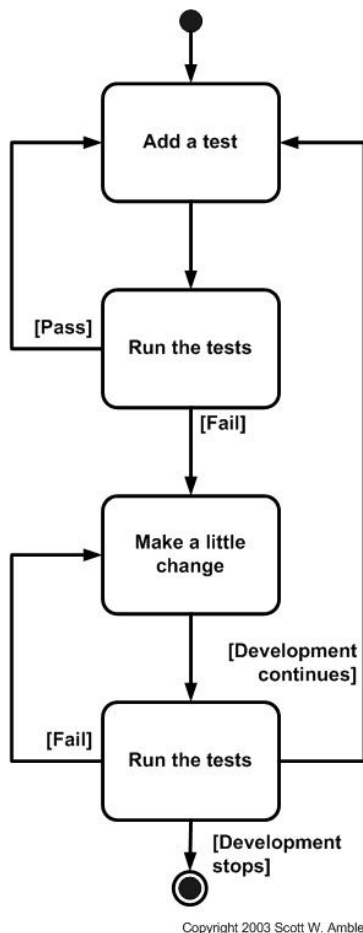 Add a test
[Pass]
Run the tests
[Fail]
Make a little
change
[Development
continues]
[Fail]
Run the tests
[Development
stops]
Copyright 2003 Scott W. Amble